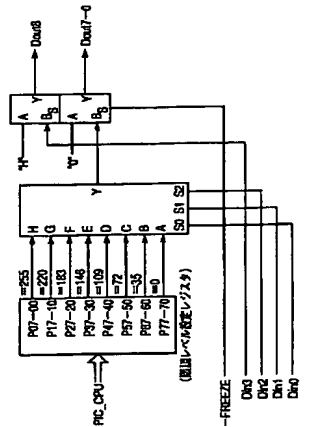 PIC_CPU
P07-00
P17-10
P27-20
P37-30
P47-40
P57-50
P67-60
P77-70
(階調レベル設定レジスタ)
=255
=220
=183
=146
=109
=72
=35
=0
H
G
F
E
D
C
B
A
Y
S0 S1 S2
"H"
"0"
A
B
S
Y
A
B
S
Y
Dout8
Dout7-0
-FREEZE
Din3
Din2
Din1
Din0